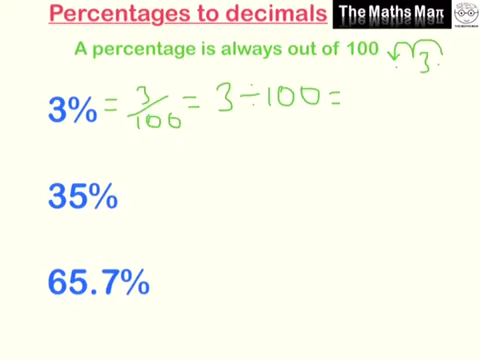 Percentages to decimals
The Maths Man
A percentage is always out of 100
3
3% = 3/100 = 3 ÷ 100 =
35%
65.7%